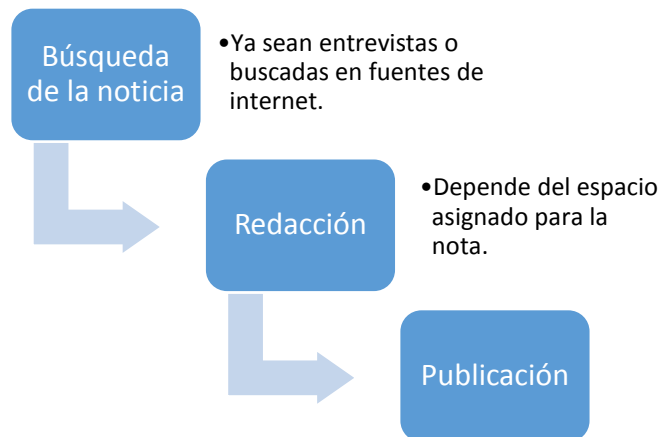 Búsqueda
de la noticia
•Ya sean entrevistas o
buscadas en fuentes de
internet.
Redacción
•Depende del espacio
asignado para la
nota.
Publicación